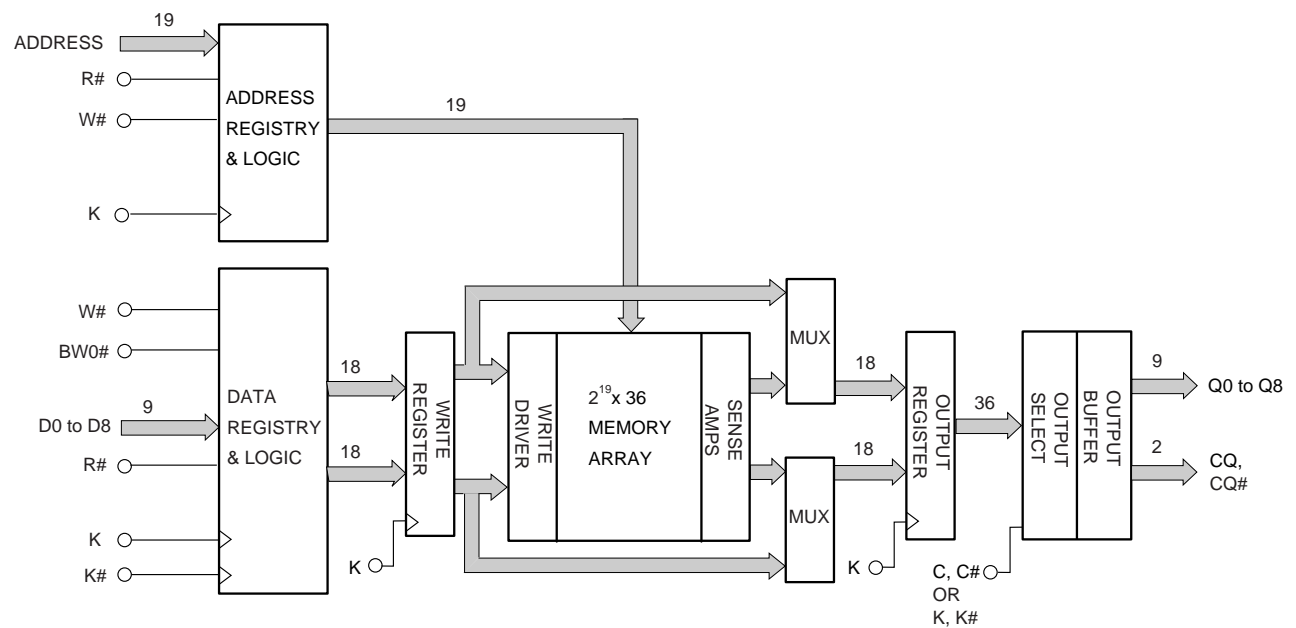 19
ADDRESS
R#
W#
K
ADDRESS
REGISTRY
& LOGIC
19
W#
BW0#
9
D0 to D8
R#
K
K#
DATA
REGISTRY
& LOGIC
18
18
WRITE
REGISTER
K
WRITE
DRIVER
2^19 x 36
MEMORY
ARRAY
SENSE
AMPS
MUX
MUX
18
18
OUTPUT
REGISTER
K
36
OUTPUT
SELECT
OUTPUT
BUFFER
C, C#
OR
K, K#
9
Q0 to Q8
2
CQ,
CQ#